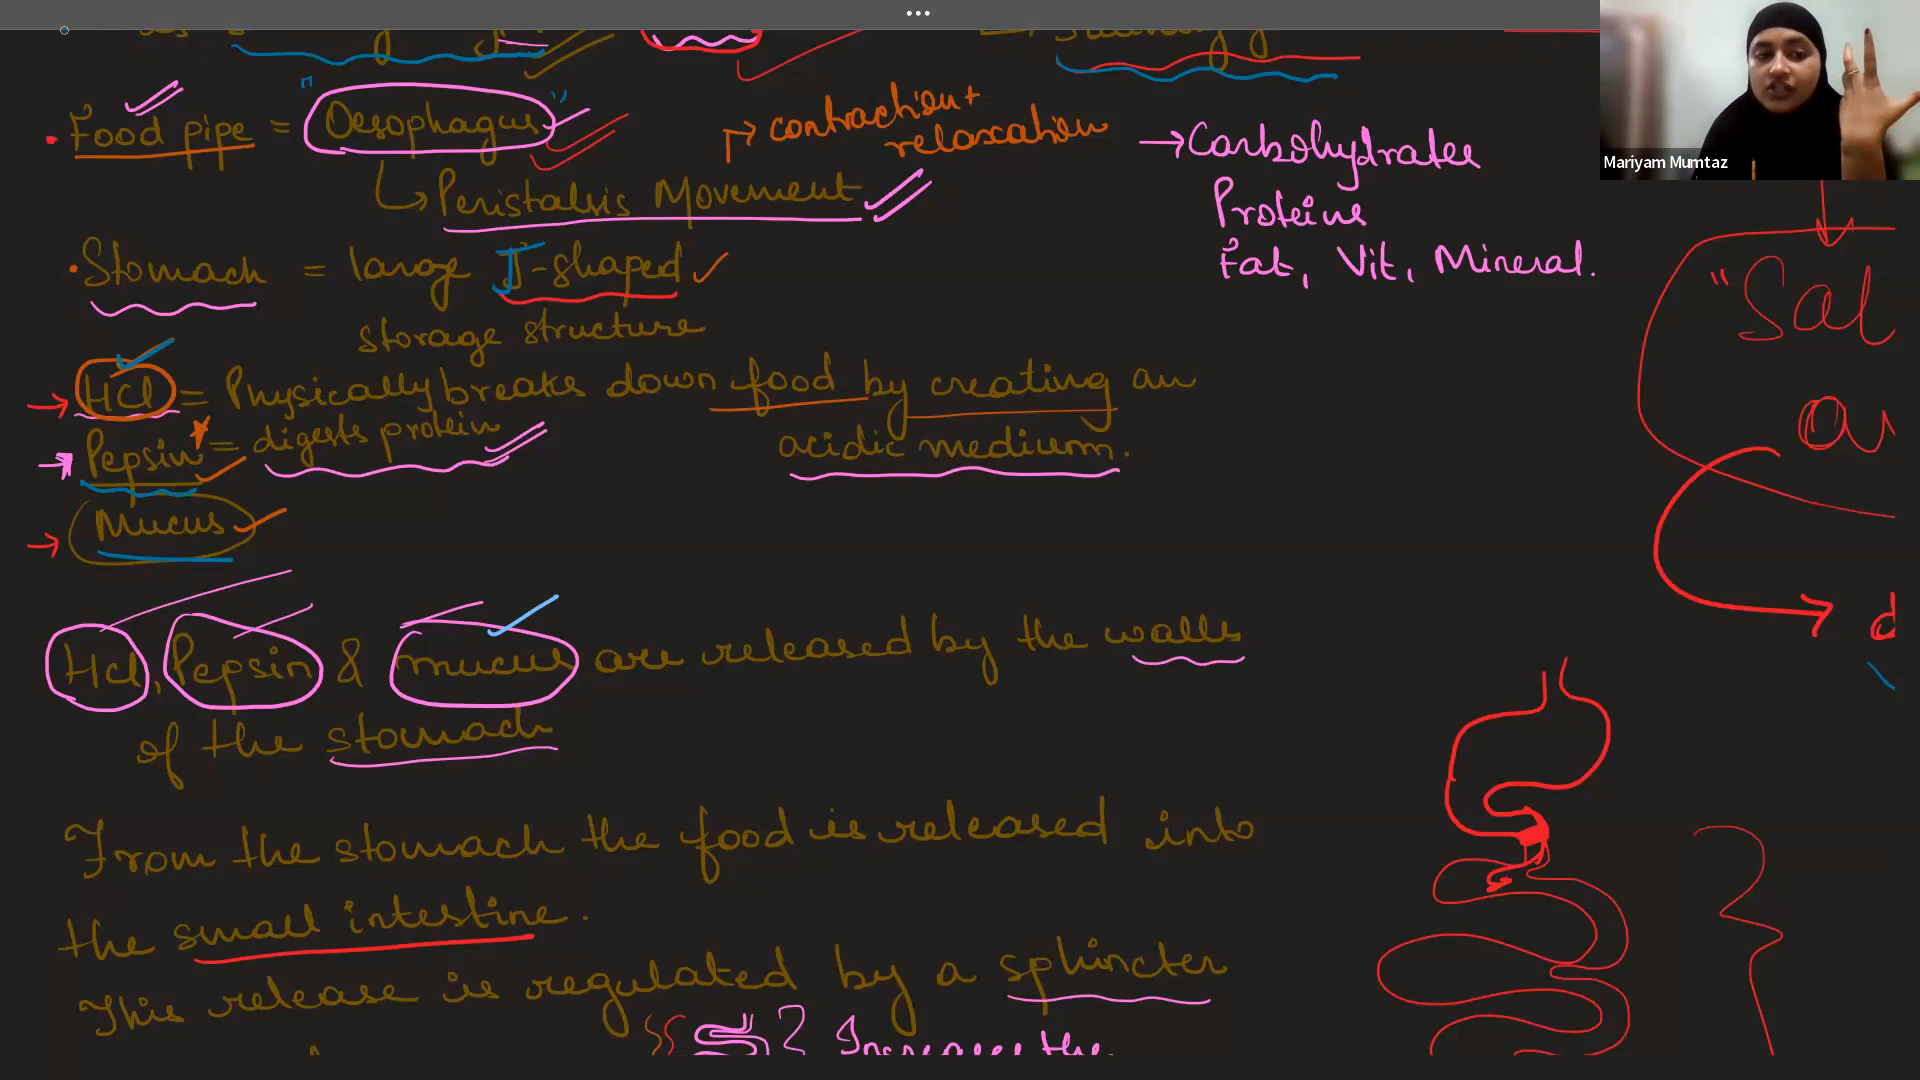 Food pipe = "Oesophagus"
contraction +
relaxation
Peristalsis Movement
→ Carbohydrates
Proteins
Fat, Vit, Mineral.
Mariyam Mumtaz
• Stomach = large J-shaped
storage structure
→ HCl = Physically breaks down food by creating an
acidic medium.
→ Pepsin = digests protein
→ Mucus
HCl, Pepsin & mucus are released by the walls
of the stomach
From the stomach the food is released into
the small intestine.
This release is regulated by a sphincter
Increases the
"Sal